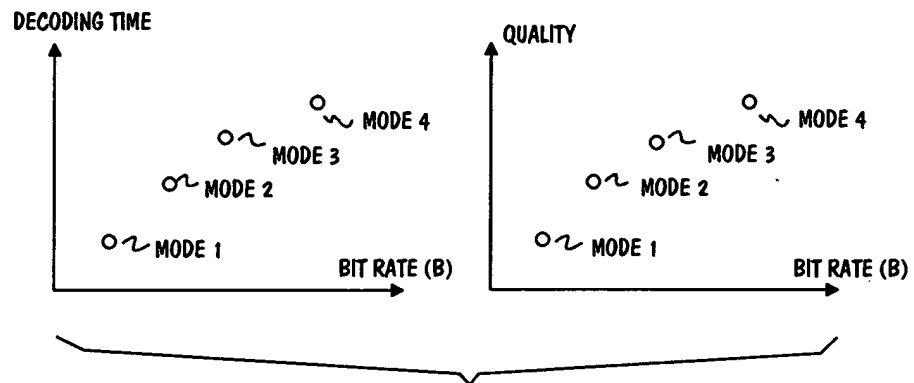 DECODING TIME
MODE 4
MODE 3
MODE 2
MODE 1
BIT RATE (B)
QUALITY
MODE 4
MODE 3
MODE 2
MODE 1
BIT RATE (B)